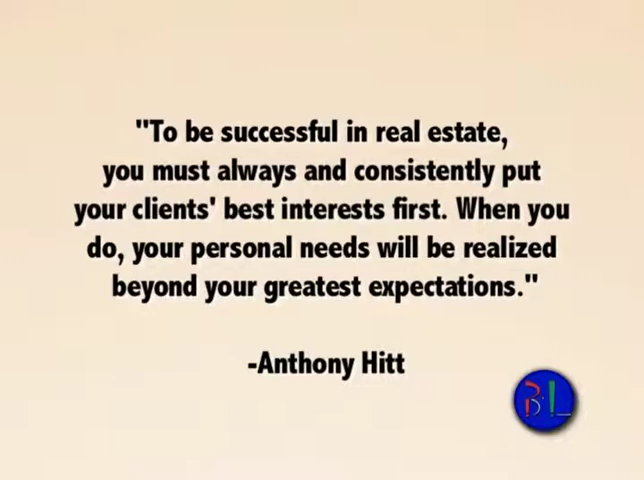 "To be successful in real estate,
you must always and consistently put
your clients' best interests first. When you
do, your personal needs will be realized
beyond your greatest expectations."
-Anthony Hitt
BL